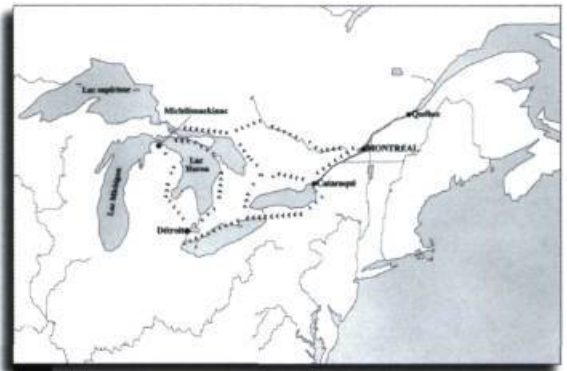 Lac supérieur
Michilimackinac
Québec
MONTREAL
Lac
Huron
Lac Michigan
Cataraqui
Détroit